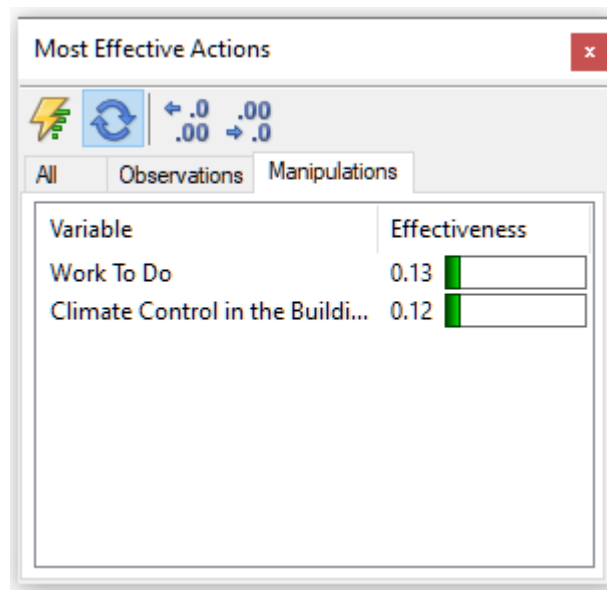 Most Effective Actions
x
.0 .00
.00 .0
All Observations Manipulations
Variable Effectiveness
Work To Do 0.13
Climate Control in the Buildi... 0.12